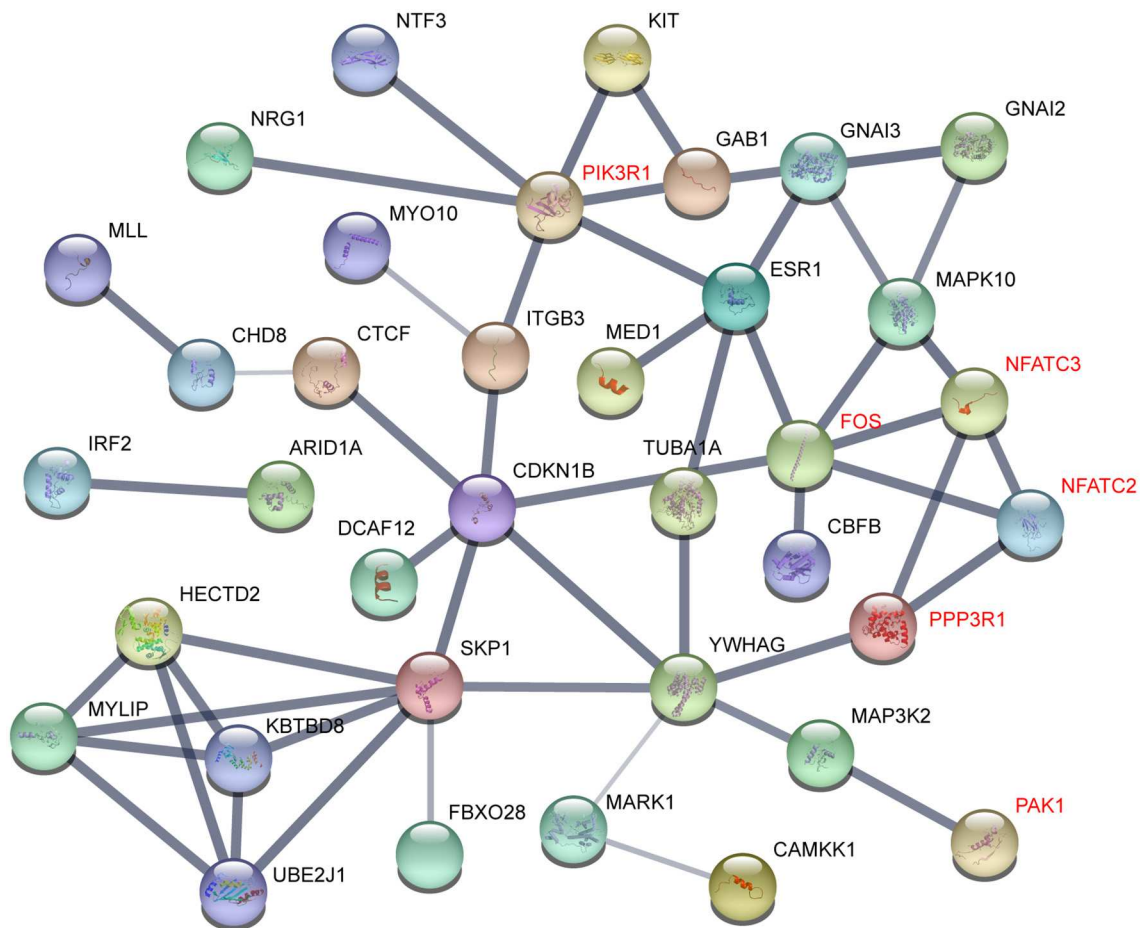 NTF3
KIT
NRG1
GAB1
GNAI3
GNAI2
PIK3R1
MYO10
MLL
ESR1
MAPK10
ITGB3
MED1
CHD8
CTCF
NFATC3
FOS
IRF2
ARID1A
CDKN1B
TUBA1A
NFATC2
DCAF12
CBFB
HECTD2
PPP3R1
SKP1
YWHAG
MYLIP
KBTBD8
MAP3K2
FBXO28
MARK1
PAK1
UBE2J1
CAMKK1